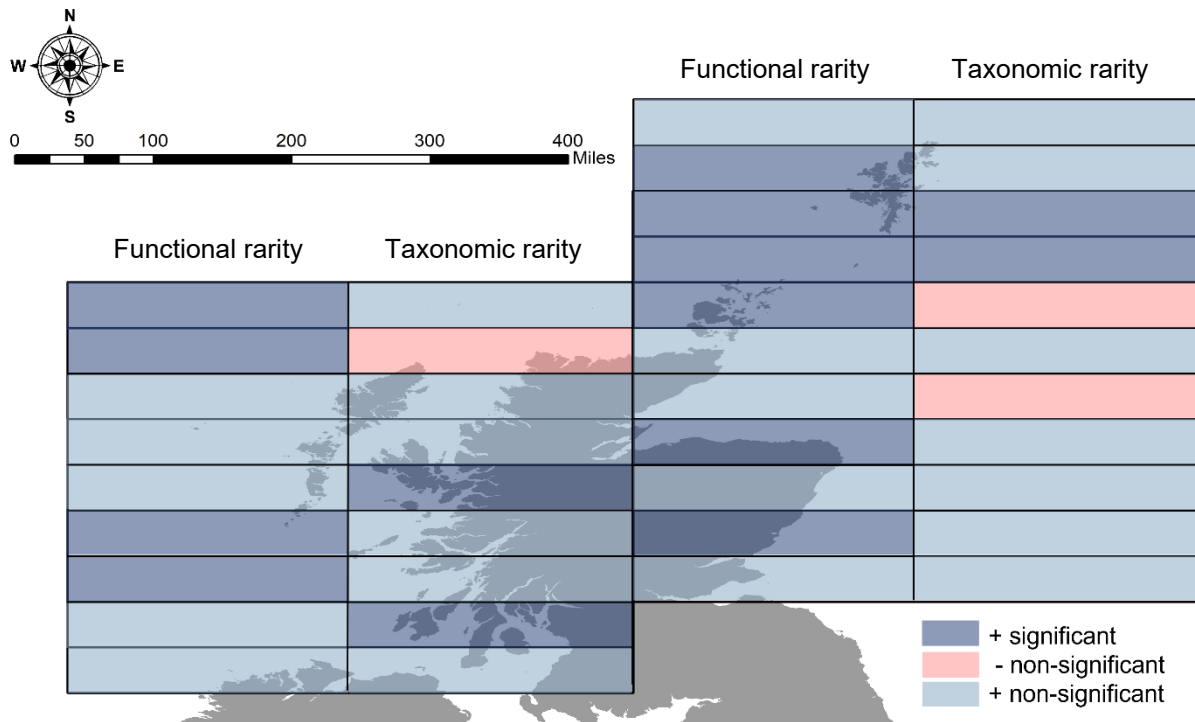 N
W E
S
0 50 100 200 300 400
Miles
Functional rarity Taxonomic rarity
Functional rarity Taxonomic rarity
+ significant
- non-significant
+ non-significant